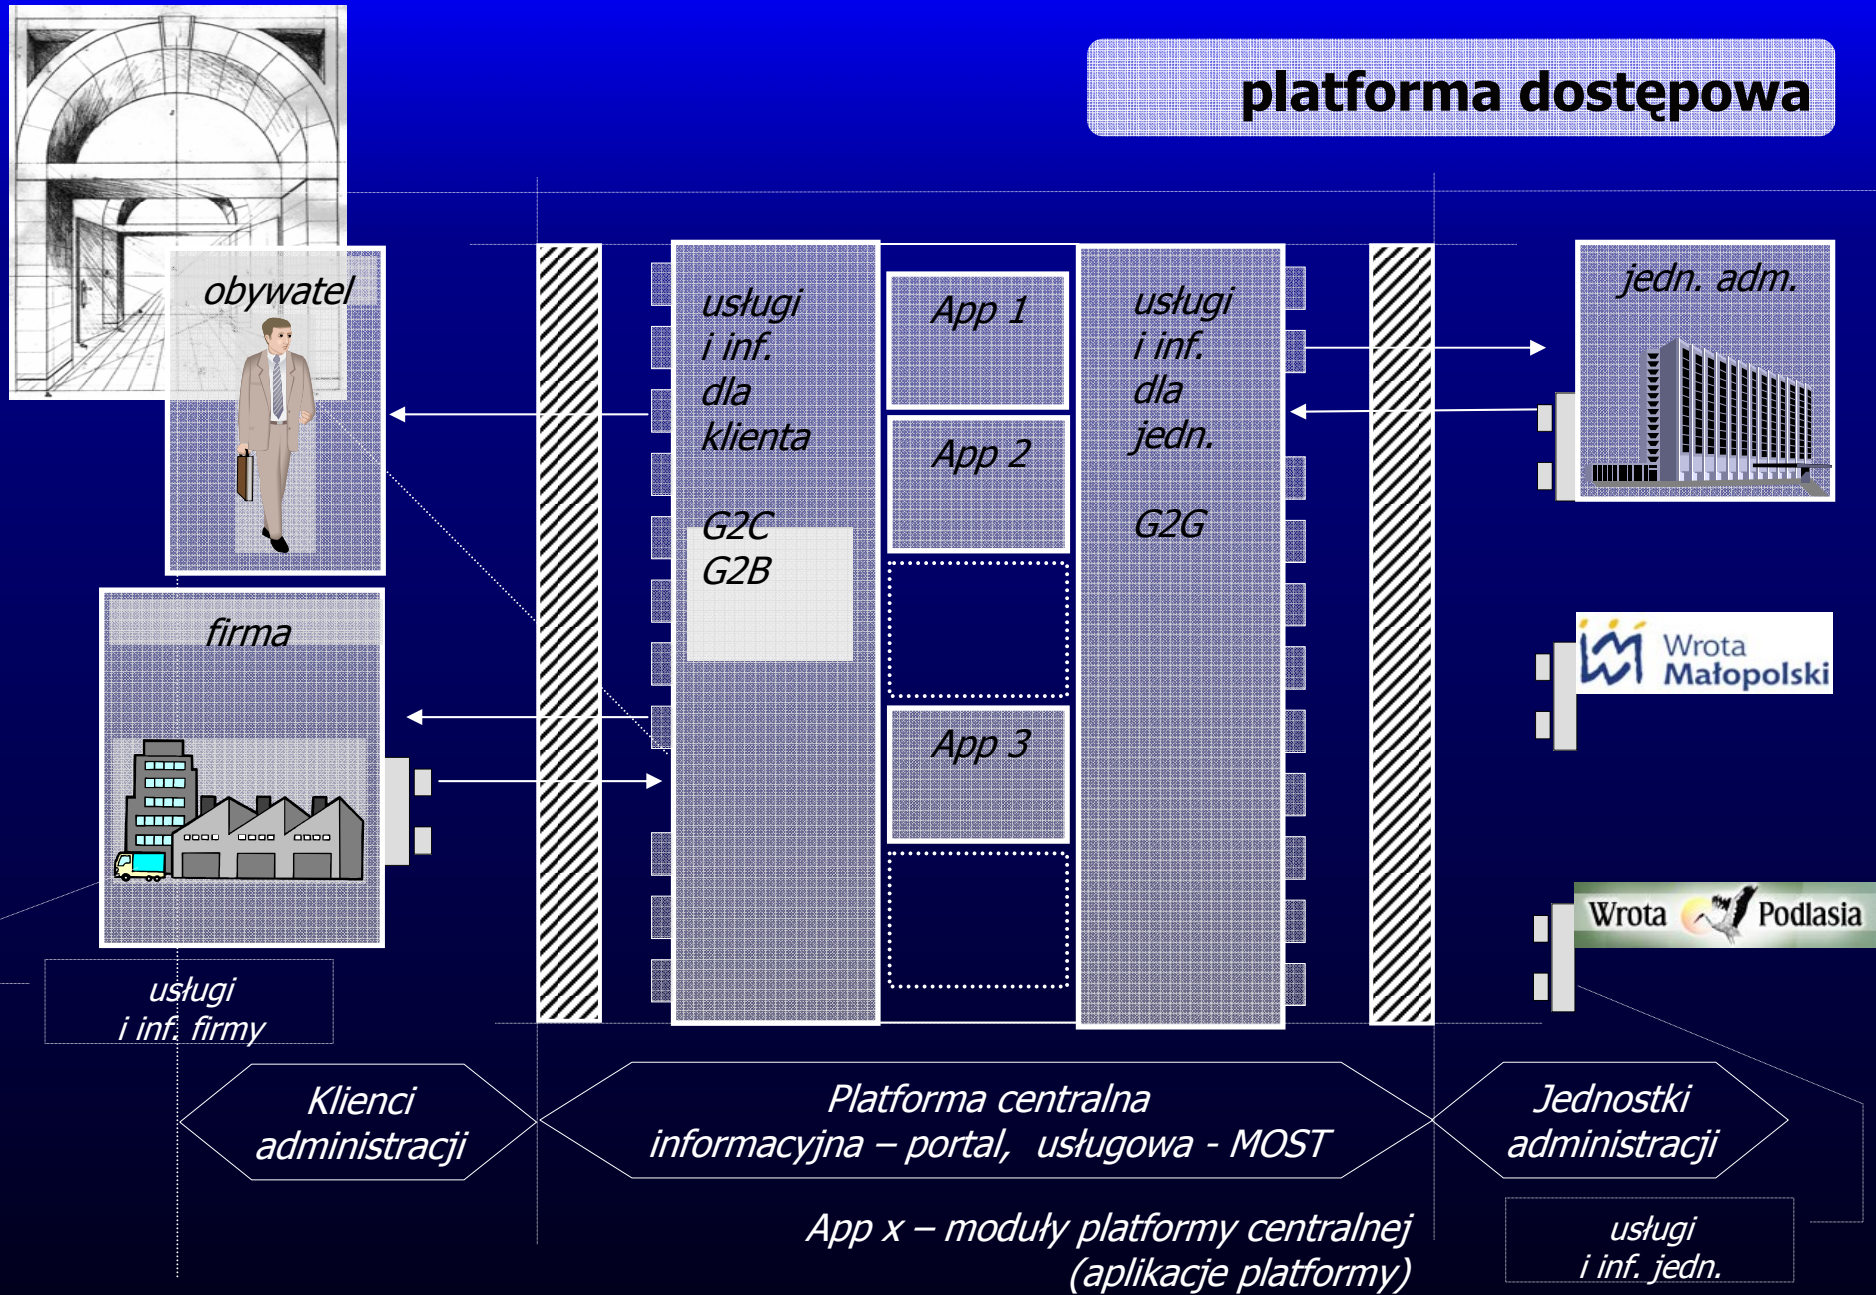 platforma dostępowa
obywatel
firma
usługi
i inf. firmy
usługi
i inf.
dla
klienta
G2C
G2B
App 1
App 2
App 3
usługi
i inf.
dla
jedn.
G2G
jedn. adm.
Wrota
Małopolski
Wrota Podlasia
Klienci
administracji
Platforma centralna
informacyjna – portal, usługowa - MOST
Jednostki
administracji
App x – moduły platformy centralnej
(aplikacje platformy)
usługi
i inf. jedn.